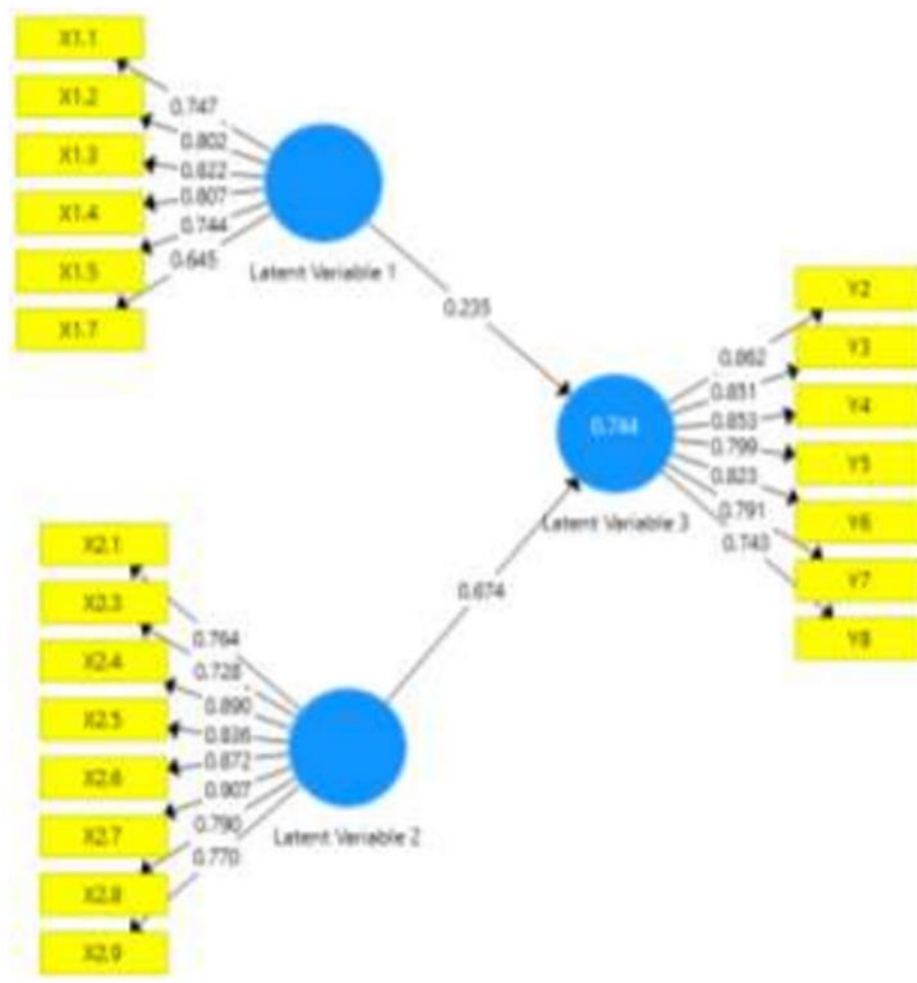 X1.1
X1.2
X1.3
X1.4
X1.5
X1.7
0.747
0.802
0.822
0.807
0.744
0.645
Latent Variable 1
0.235
Y2
Y3
Y4
Y5
Y6
Y7
Y8
0.862
0.851
0.853
0.799
0.823
0.791
0.743
0.744
Latent Variable 3
0.674
X2.1
X2.3
X2.4
X2.5
X2.6
X2.7
X2.8
X2.9
0.764
0.728
0.890
0.836
0.872
0.907
0.790
0.770
Latent Variable 2